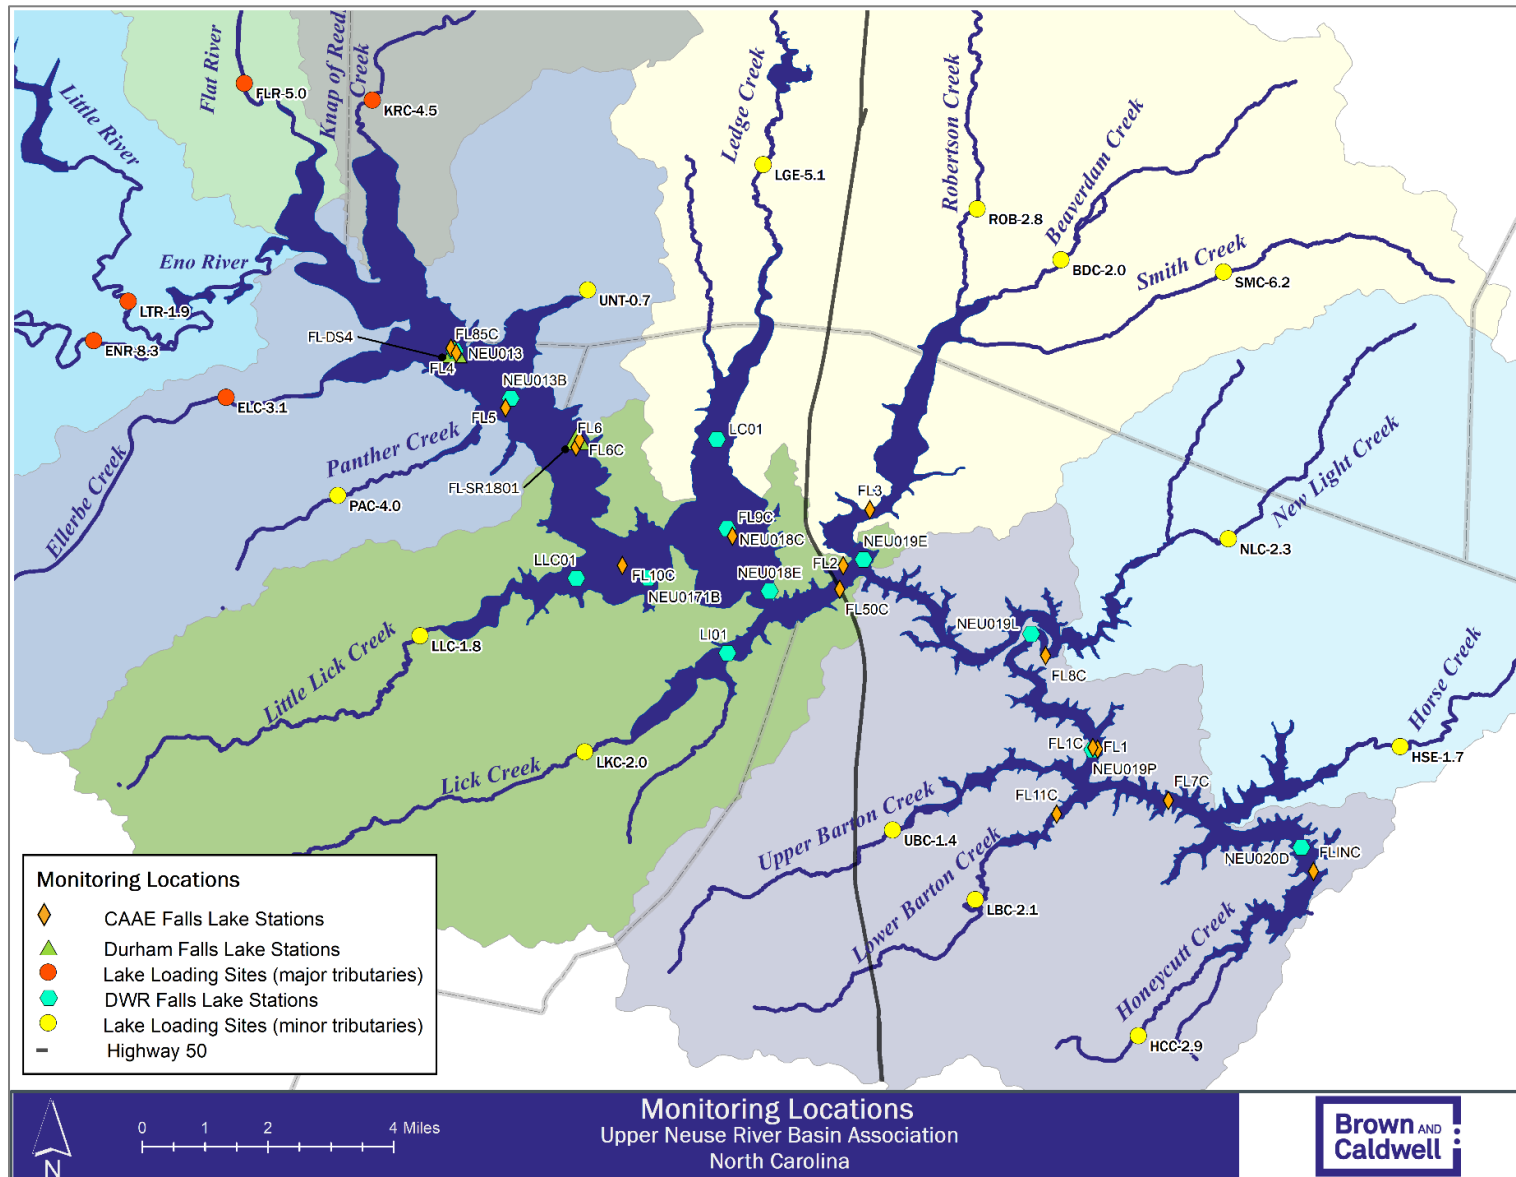 Flat River
Knap of Reeds
Creek
Little River
FLR-5.0
KRC-4.5
Ledge Creek
LGE-5.1
Robertson Creek
ROB-2.8
Beaverdam Creek
BDC-2.0
Smith Creek
SMC-6.2
Eno River
LTR-1.9
ENR-8.3
UNT-0.7
FL-DS4
FL85C
NEU013
FL4
NEU013B
FL5
ELC-3.1
Ellerbe Creek
Panther Creek
PAC-4.0
FL6
FL6C
FL-SR1801
LC01
FL3
FL9C
NEU018C
NEU019E
FL2
NEU018E
FL50C
LLC01
FL10C
NEU0171B
New Light Creek
NLC-2.3
NEU019L
FL8C
LI01
LLC-1.8
Little Lick Creek
LKC-2.0
Lick Creek
Horse Creek
HSE-1.7
FL1C
FL1
NEU019P
FL7C
FL11C
Upper Barton Creek
UBC-1.4
Lower Barton Creek
LBC-2.1
NEU020D
FLINC
Honeycutt Creek
HCC-2.9
Monitoring Locations
CAAE Falls Lake Stations
Durham Falls Lake Stations
Lake Loading Sites (major tributaries)
DWR Falls Lake Stations
Lake Loading Sites (minor tributaries)
Highway 50
N
0 1 2 4 Miles
Monitoring Locations
Upper Neuse River Basin Association
North Carolina
Brown AND
Caldwell